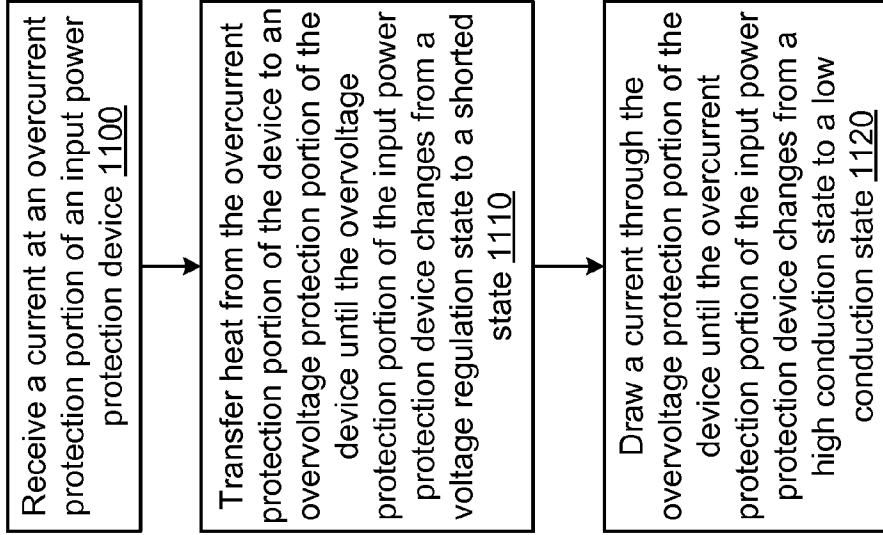 Receive a current at an overcurrent
protection portion of an input power
protection device 1100
Transfer heat from the overcurrent
protection portion of the device to an
overvoltage protection portion of the
device until the overvoltage
protection portion of the input power
protection device changes from a
voltage regulation state to a shorted
state 1110
Draw a current through the
overvoltage protection portion of the
device until the overcurrent
protection portion of the input power
protection device changes from a
high conduction state to a low
conduction state 1120